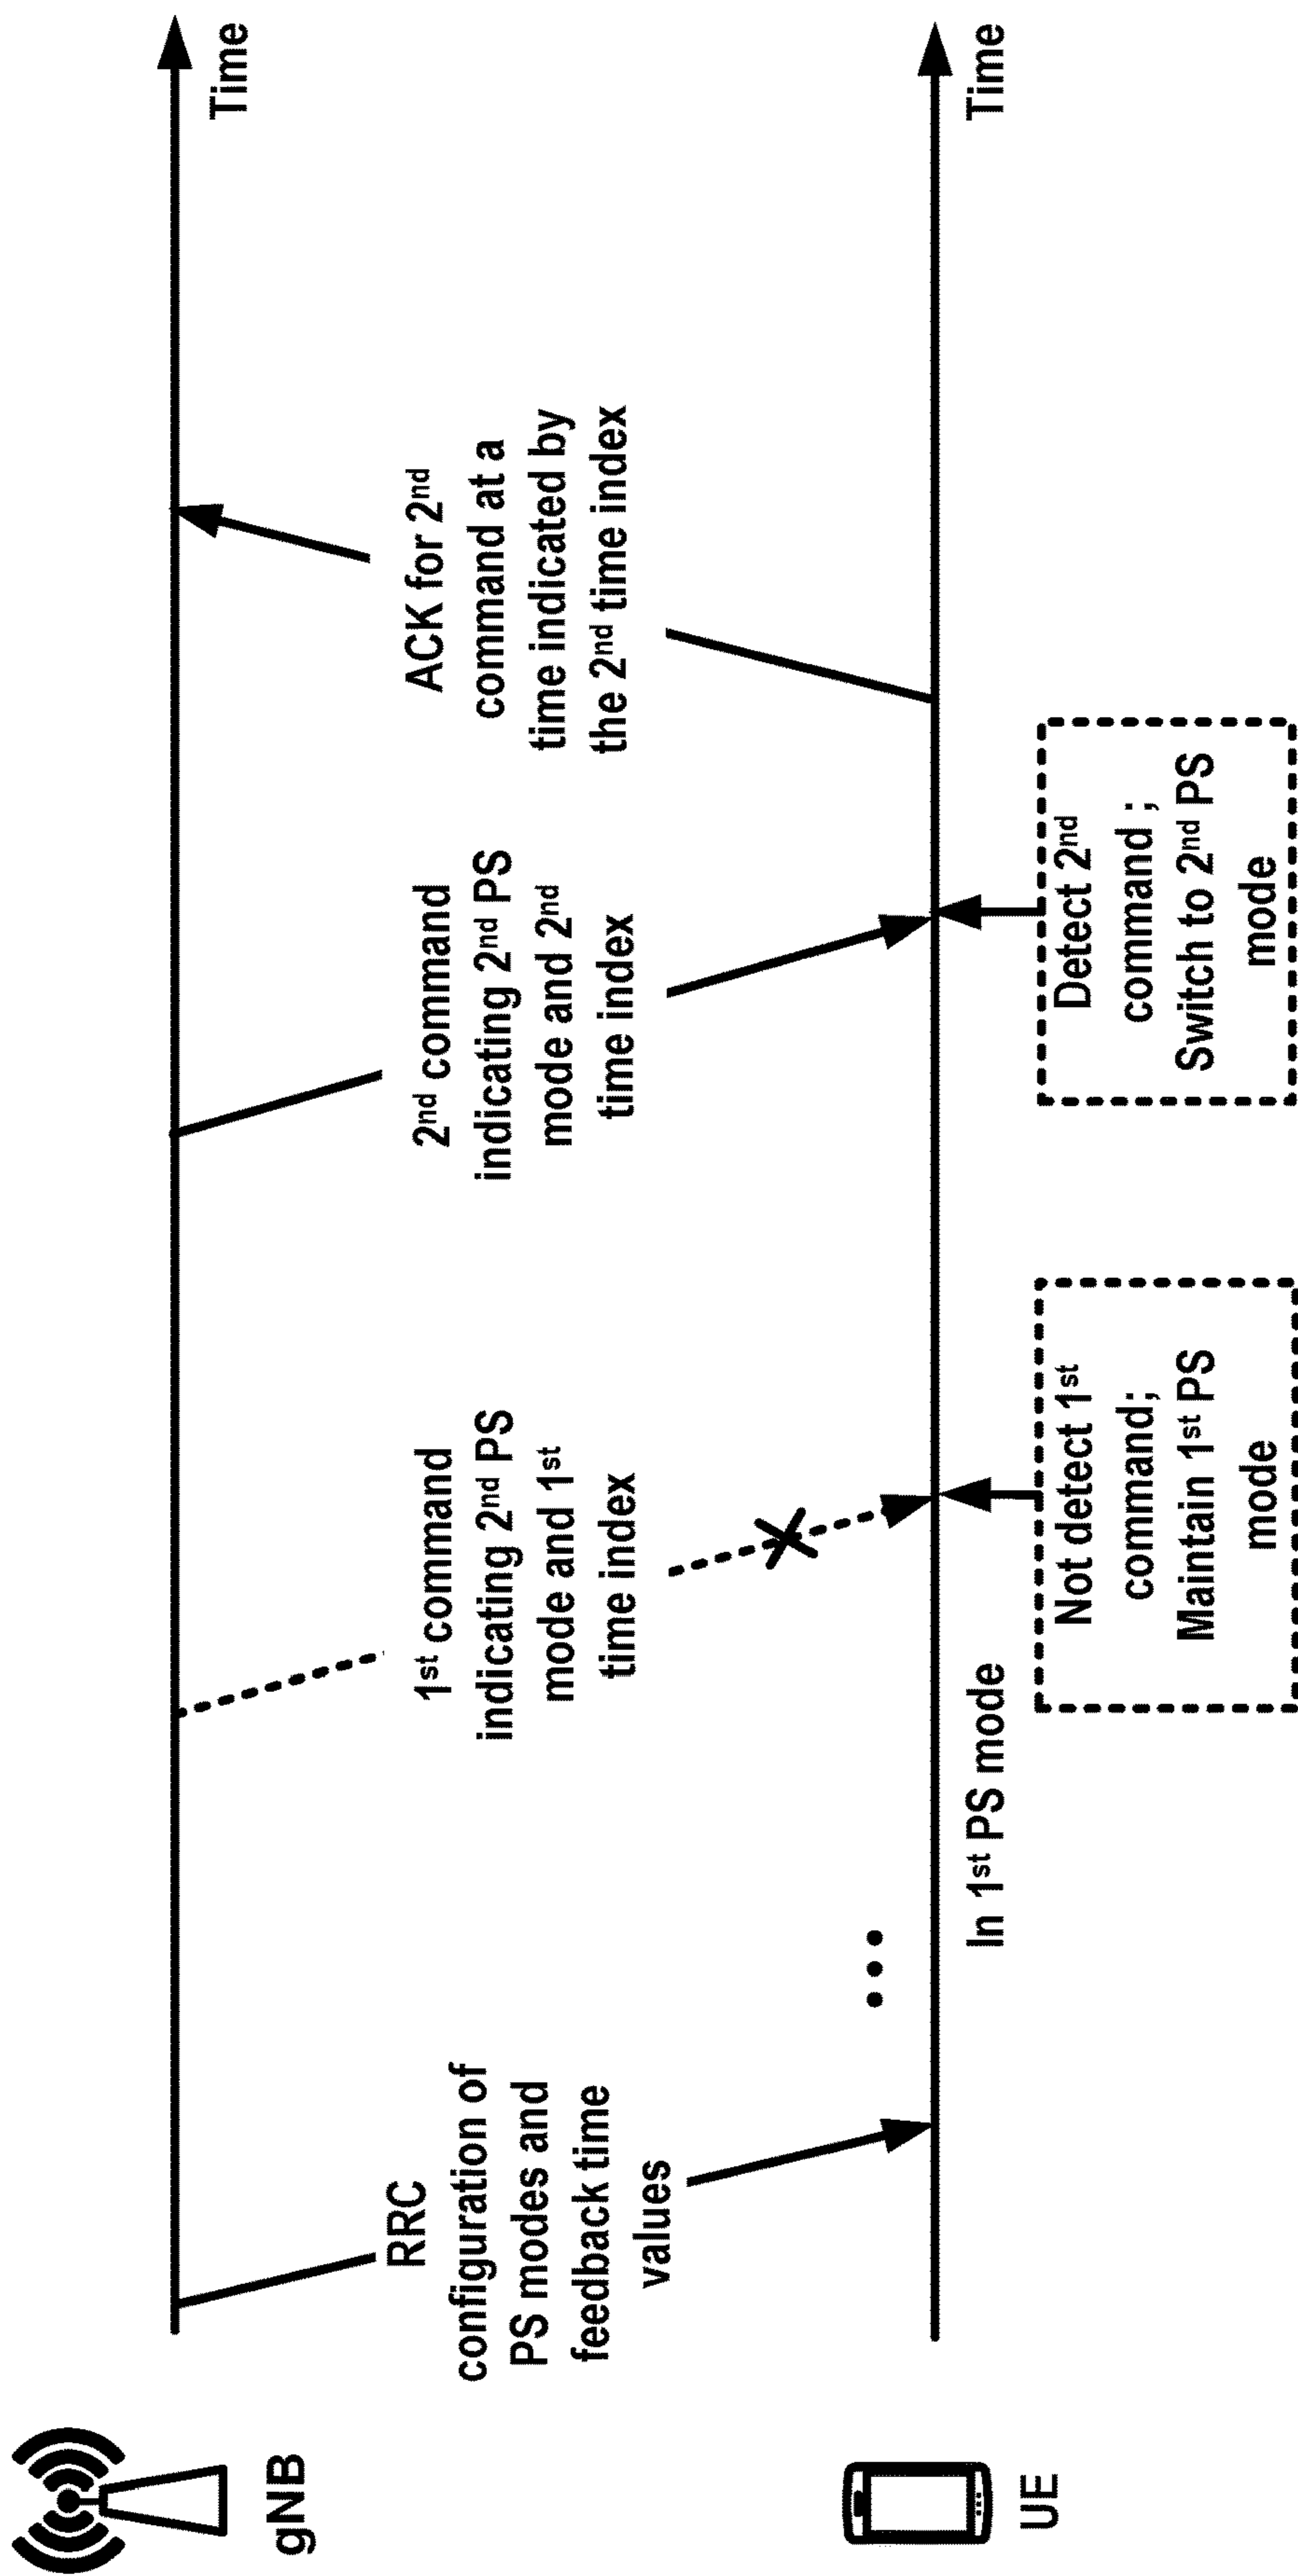 gNB
RRC
configuration of
PS modes and
feedback time
values
1st command
indicating 2nd PS
mode and 1st
time index
2nd command
indicating 2nd PS
mode and 2nd
time index
ACK for 2nd
command at a
time indicated by
the 2nd time index
Time
UE
In 1st PS mode
Not detect 1st
command;
Maintain 1st PS
mode
Detect 2nd
command ;
Switch to 2nd PS
mode
Time